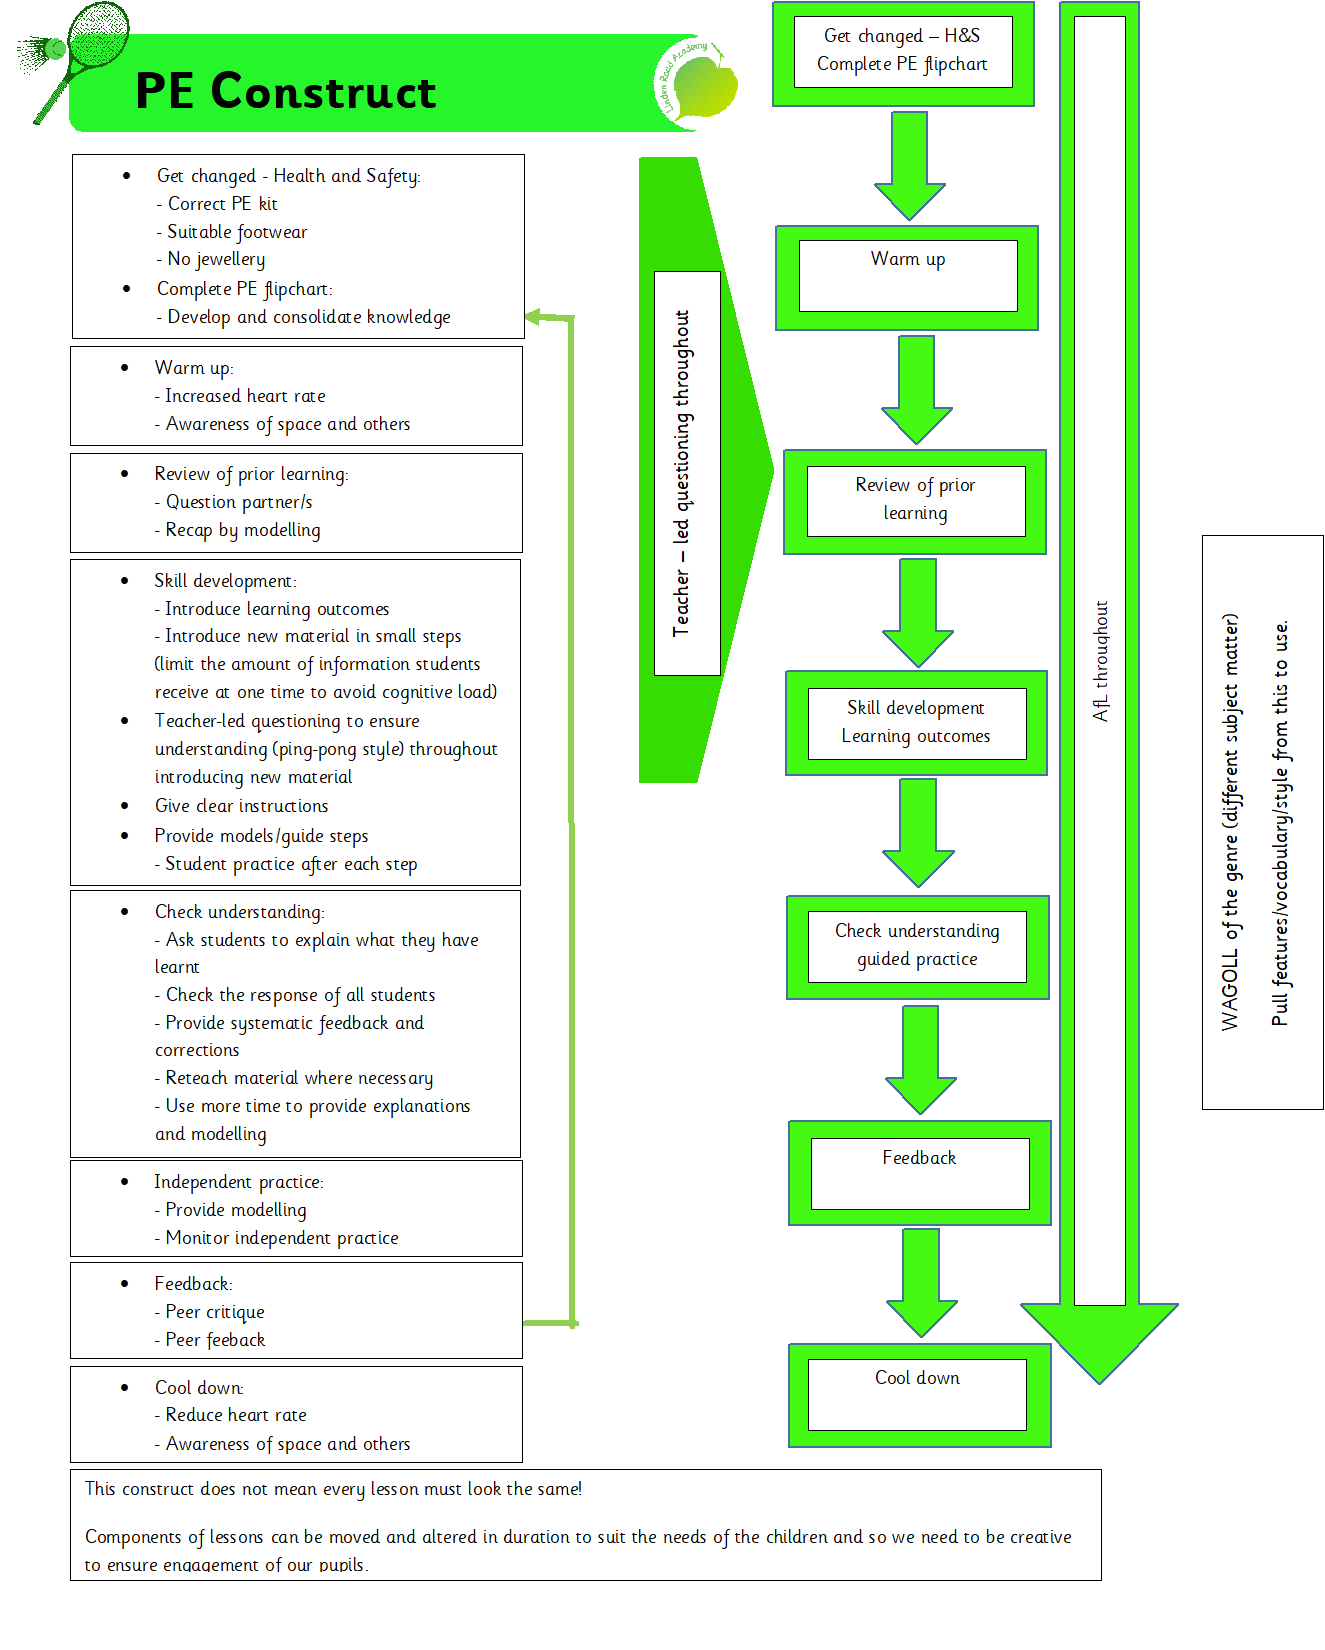 PE Construct
Linden Road Academy
• Get changed - Health and Safety:
- Correct PE kit
- Suitable footwear
- No jewellery
• Complete PE flipchart:
- Develop and consolidate knowledge
• Warm up:
- Increased heart rate
- Awareness of space and others
• Review of prior learning:
- Question partner/s
- Recap by modelling
• Skill development:
- Introduce learning outcomes
- Introduce new material in small steps
(limit the amount of information students
receive at one time to avoid cognitive load)
• Teacher-led questioning to ensure
understanding (ping-pong style) throughout
introducing new material
• Give clear instructions
• Provide models/guide steps
- Student practice after each step
• Check understanding:
- Ask students to explain what they have
learnt
- Check the response of all students
- Provide systematic feedback and
corrections
- Reteach material where necessary
- Use more time to provide explanations
and modelling
• Independent practice:
- Provide modelling
- Monitor independent practice
• Feedback:
- Peer critique
- Peer feeback
• Cool down:
- Reduce heart rate
- Awareness of space and others
Teacher – led questioning throughout
Get changed – H&S
Complete PE flipchart
Warm up
Review of prior
learning
Skill development
Learning outcomes
Check understanding
guided practice
Feedback
Cool down
AfL throughout
WAGOLL of the genre (different subject matter)
Pull features/vocabulary/style from this to use.
This construct does not mean every lesson must look the same!
Components of lessons can be moved and altered in duration to suit the needs of the children and so we need to be creative
to ensure engagement of our pupils.